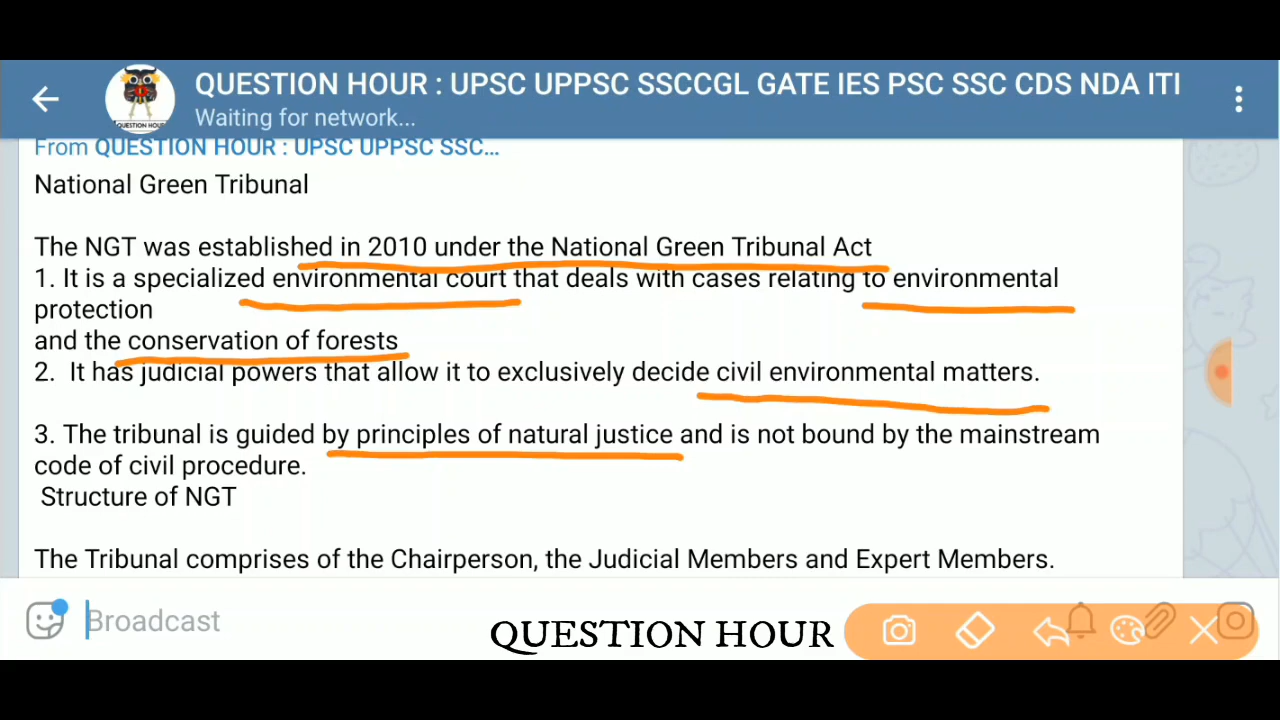 QUESTION HOUR : UPSC UPPSC SSCCGL GATE IES PSC SSC CDS NDA ITI
Waiting for network...
QUESTION HOUR
From QUESTION HOUR : UPSC UPPSC SSC...
National Green Tribunal
The NGT was established in 2010 under the National Green Tribunal Act
1. It is a specialized environmental court that deals with cases relating to environmental
protection
and the conservation of forests
2. It has judicial powers that allow it to exclusively decide civil environmental matters.
3. The tribunal is guided by principles of natural justice and is not bound by the mainstream
code of civil procedure.
Structure of NGT
The Tribunal comprises of the Chairperson, the Judicial Members and Expert Members.
Broadcast
QUESTION HOUR